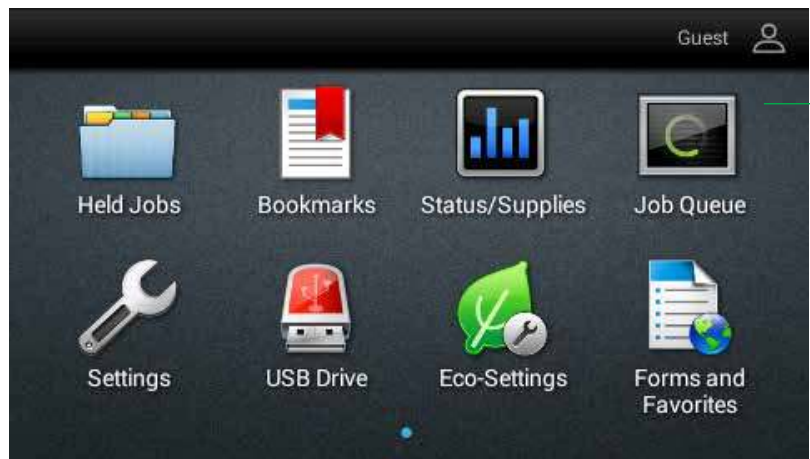 Guest
Held Jobs
Bookmarks
Status/Supplies
Job Queue
Settings
USB Drive
Eco-Settings
Forms and
Favorites